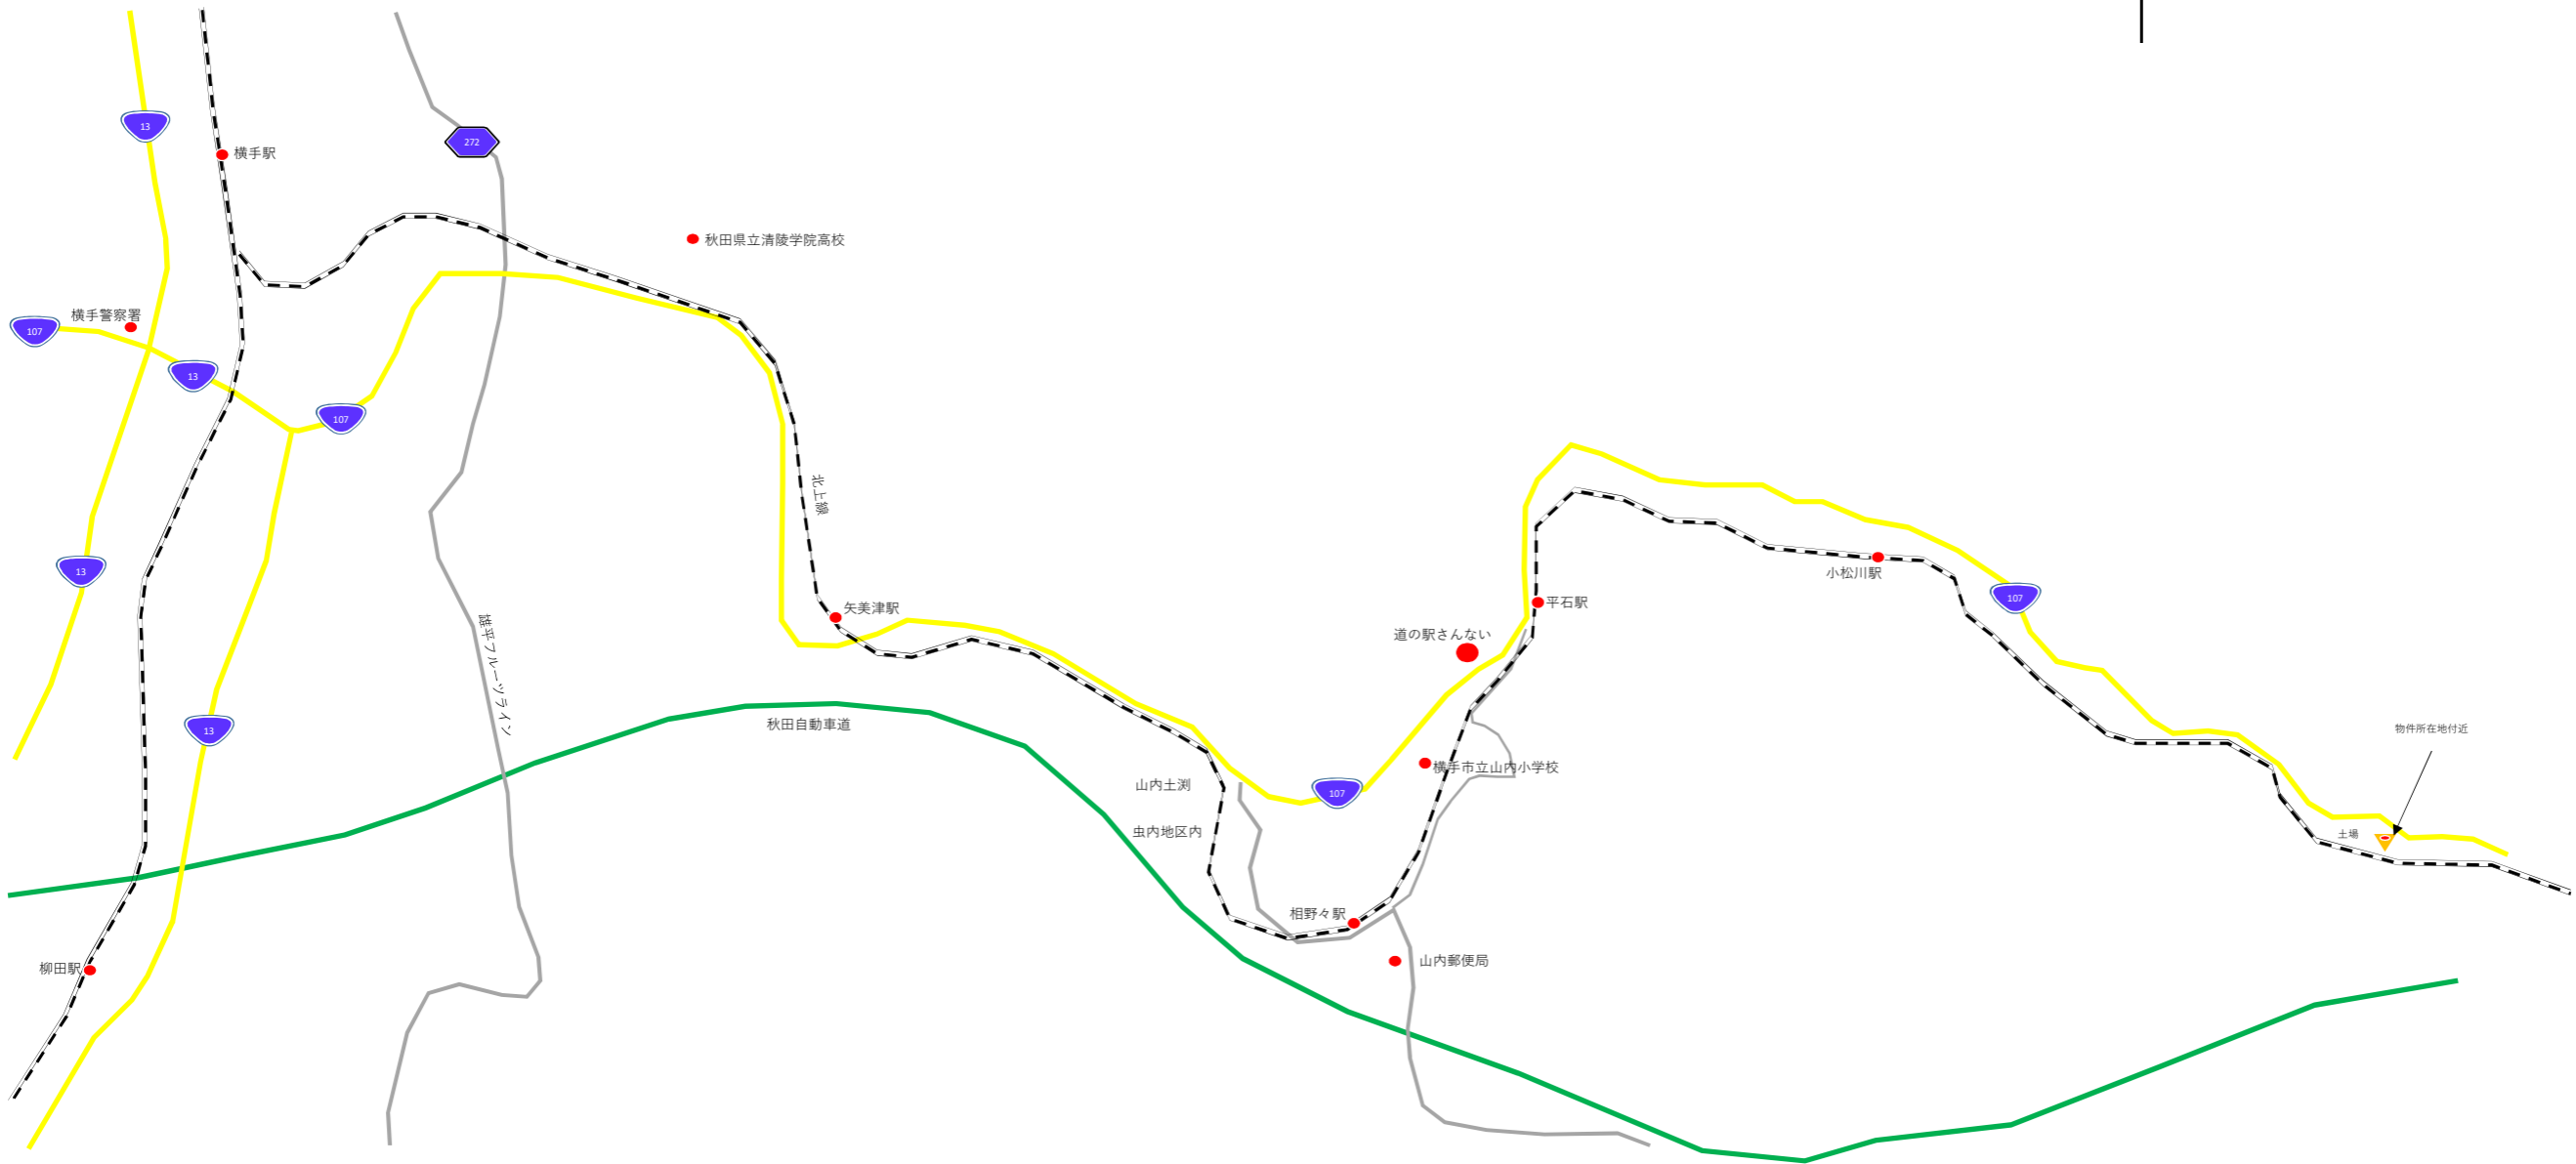 13
272
横手駅
秋田県立清陵学院高校
横手警察署
107
13
107
北上線
13
矢美津駅
雄平フルーツライン
小松川駅
平石駅
107
道の駅さんない
13
秋田自動車道
物件所在地付近
横手市立山内小学校
山内土渕
107
虫内地区内
土場
相野々駅
山内郵便局
柳田駅